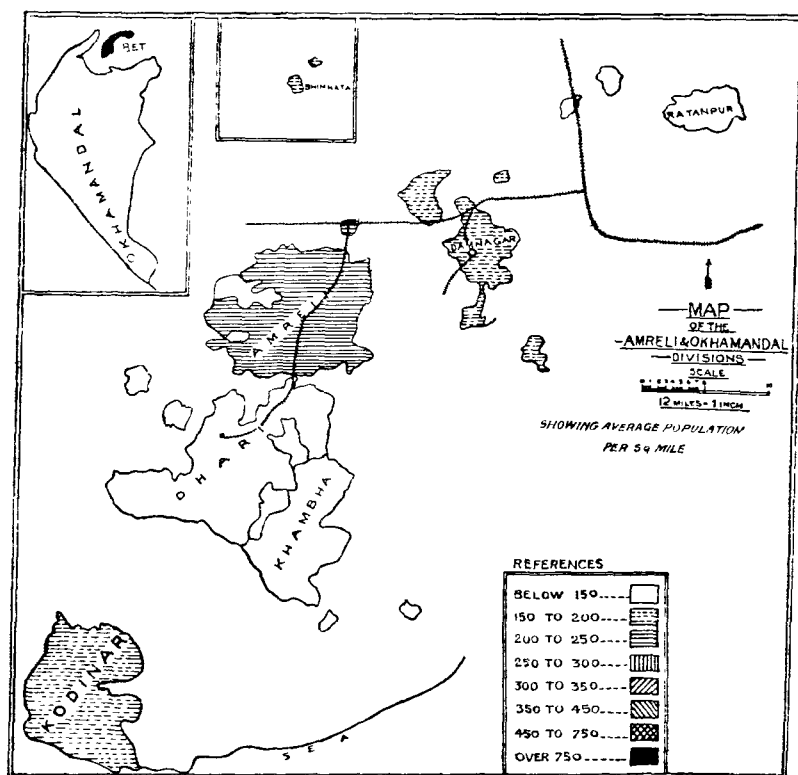 BET
OKHAMANDAL
BHIMKATA
RATANPUR
DAMNAGAR
AMRELI
MAP
OF THE
AMRELI & OKHAMANDAL
DIVISIONS
SCALE
12 MILES = 1 INCH
SHOWING AVERAGE POPULATION
PER SQ MILE
DHARI
KHAMBHA
KODINAR
SEA
REFERENCES
BELOW 150
150 TO 200
200 TO 250
250 TO 300
300 TO 350
350 TO 450
450 TO 750
OVER 750